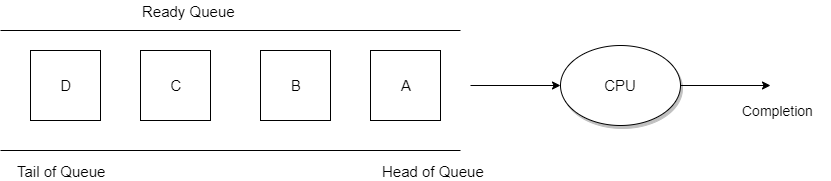 Ready Queue
D
C
B
A
CPU
Completion
Tail of Queue
Head of Queue